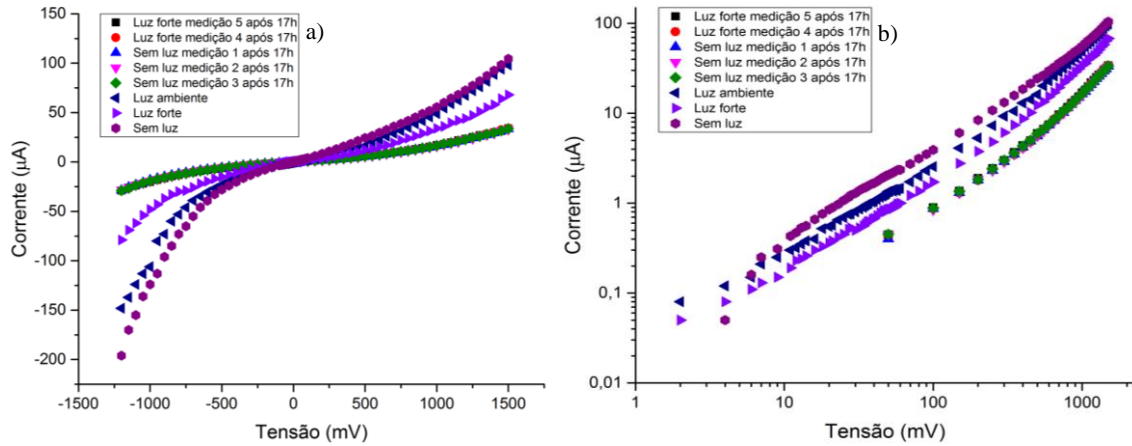 a)
Luz forte medição 5 após 17h
Luz forte medição 4 após 17h
Sem luz medição 1 após 17h
Sem luz medição 2 após 17h
Sem luz medição 3 após 17h
Luz ambiente
Luz forte
Sem luz
100
50
0
-50
-100
-150
-200
Corrente (µA)
-1500
-1000
-500
0
500
1000
1500
Tensão (mV)
b)
Luz forte medição 5 após 17h
Luz forte medição 4 após 17h
Sem luz medição 1 após 17h
Sem luz medição 2 após 17h
Sem luz medição 3 após 17h
Luz ambiente
Luz forte
Sem luz
100
10
1
0,1
0,01
Corrente (µA)
1
10
100
1000
Tensão (mV)